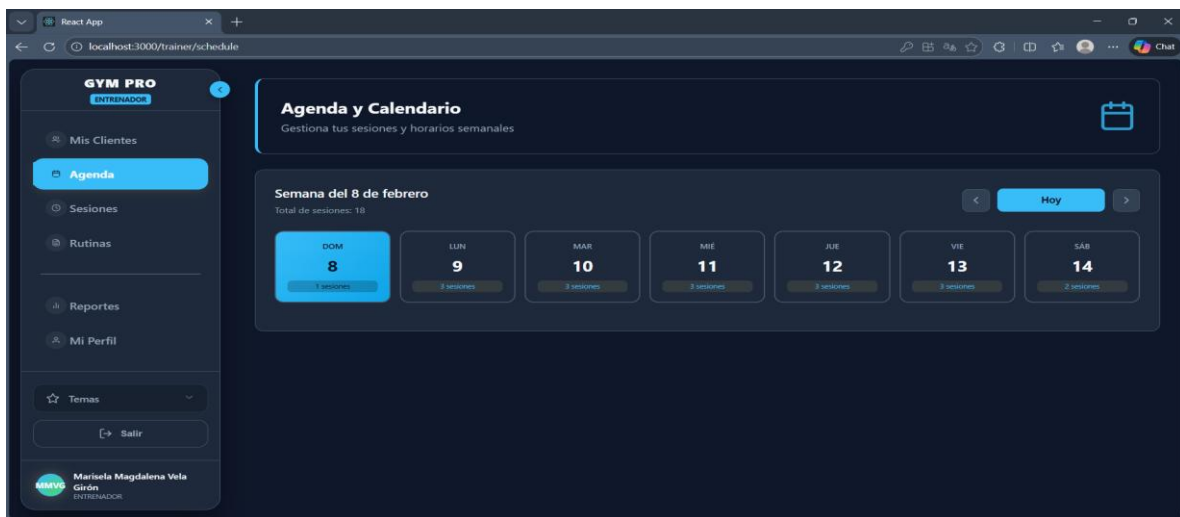 React App
localhost:3000/trainer/schedule
Chat
GYM PRO
ENTRENADOR
Mis Clientes
Agenda
Sesiones
Rutinas
Reportes
Mi Perfil
Temas
Salir
MMVG
Marisela Magdalena Vela
Girón
ENTRENADOR
Agenda y Calendario
Gestiona tus sesiones y horarios semanales
Semana del 8 de febrero
Total de sesiones: 18
Hoy
DOM
8
1 sesiones
LUN
9
3 sesiones
MAR
10
3 sesiones
MIÉ
11
3 sesiones
JUE
12
3 sesiones
VIE
13
3 sesiones
SÁB
14
2 sesiones